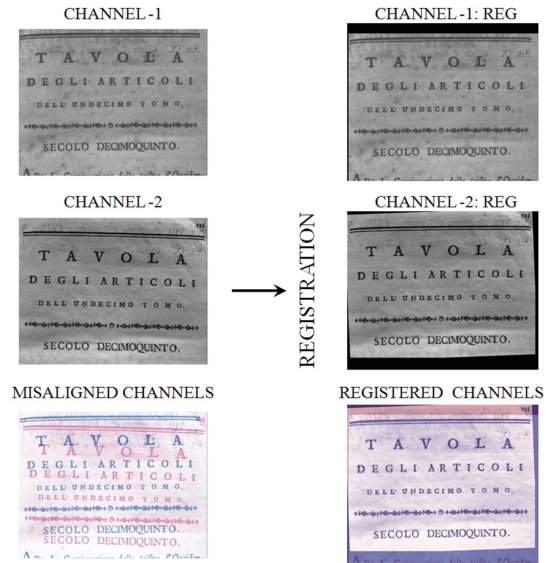 CHANNEL -1
TAVOLA
DEGLI ARTICOLI
DELL' UNDECIMO TOMO.
SECOLO DECIMOQUINTO.
CHANNEL -1: REG
TAVOLA
DEGLI ARTICOLI
DELL' UNDECIMO TOMO,
SECOLO DECIMOQUINTO.
CHANNEL -2
TAVOLA
DEGLI ARTICOLI
DELL' UNDECIMO TOMO,
SECOLO DECIMOQUINTO.
REGISTRATION
CHANNEL -2: REG
TAVOLA
DEGLI ARTICOLI
DELL' UNDECIMO TOMO,
SECOLO DECIMOQUINTO.
MISALIGNED CHANNELS
TAVOLA
TAVOLA
DEGLI ARTICOLI
DEGLI ARTICOLI
DELL' UNDECIMO TOMO,
DELL' UNDECIMO TOMO,
SECOLO DECIMOQUINTO.
SECOLO DECIMOQUINTO.
REGISTERED CHANNELS
TAVOLA
DEGLI ARTICOLI
DELL' UNDECIMO TOMO,
SECOLO DECIMOQUINTO.